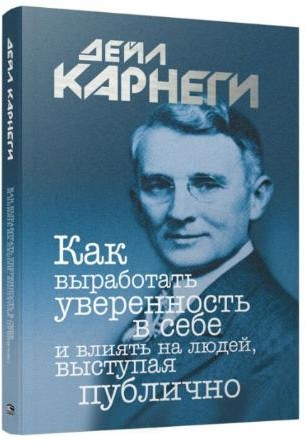 ДЕЙЛ
КАРНЕГИ
Как
выработать
уверенность
в себе
и влиять на людей,
выступая
публично
ДЕЙЛ КАРНЕГИ